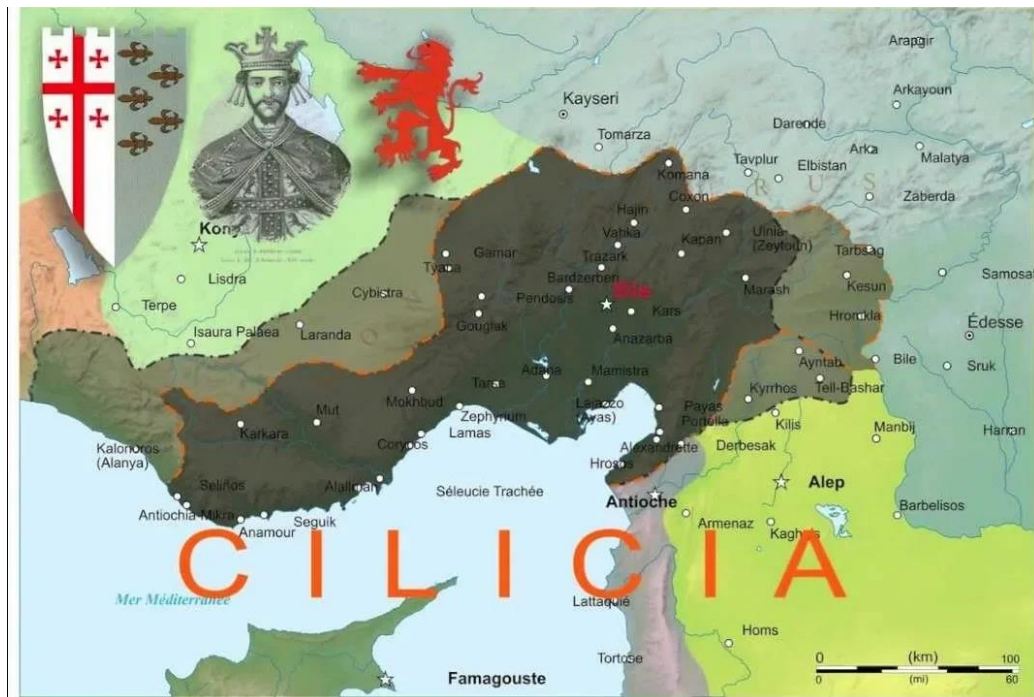 Arapgir
Kayseri
Arkayoun
Tomarza
Darende
Arka
Malatya
Tavplur
Elbistan
Komana
R U S
Zaberda
Coxon
Hajin
Kony
Vahka
Kapan
Ulnia
(Zeytoun)
Tarbsag
Gamar
Trazark
Tyana
Lisdra
Bardzerberd
Samosat
Cybistra
Pendosis
Sis
Marash
Kesun
Terpe
Kars
Hromkla
Gouglak
C
O
Laranda
Anazarba
Édesse
Isaura Palaea
Ayntab
Bile
Sruk
Adana
Mamistra
Tarse
Kyrrhos
Tell-Bashar
Mokhbud
Lajazzo
(Ayas)
Payas
Mut
Zephyrium
Portella
Kilis
Karkara
Lamas
Manbij
Harran
Corycos
Alexandrette
Derbesak
Kalonoros
(Alanya)
Hrosus
Selinos
Séleucie Trachée
Antioche
Alep
Antiochia Mikra
Seguik
Anamour
Armenaz
Barbelisos
CILICIA
Mer Méditerranée
Lattaquié
Homs
Tortose
Famagouste
0 (km) 100
0 (mi) 60